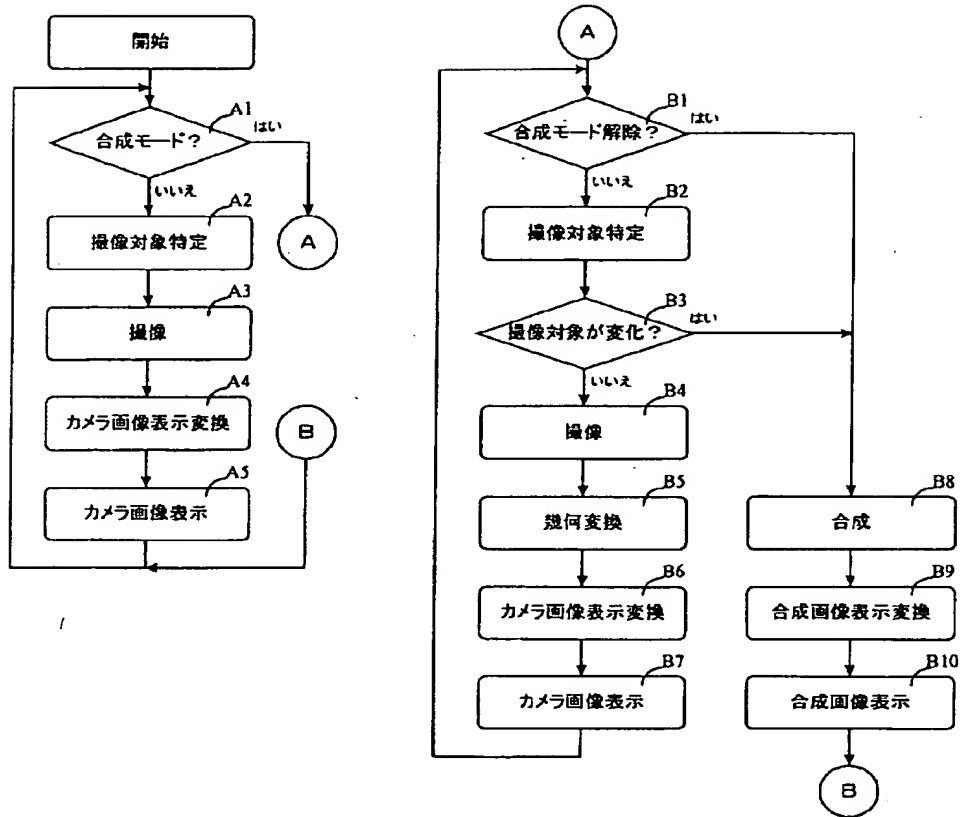 開始
A1
合成モード?
はい
いいえ
A2
撮像対象特定
A
A3
撮像
A4
カメラ画像表示変換
B
A5
カメラ画像表示
A
B1
合成モード解除?
はい
いいえ
B2
撮像対象特定
B3
撮像対象が変化?
はい
いいえ
B4
撮像
B5
幾何変換
B6
カメラ画像表示変換
B7
カメラ画像表示
B8
合成
B9
合成画像表示変換
B10
合成画像表示
B